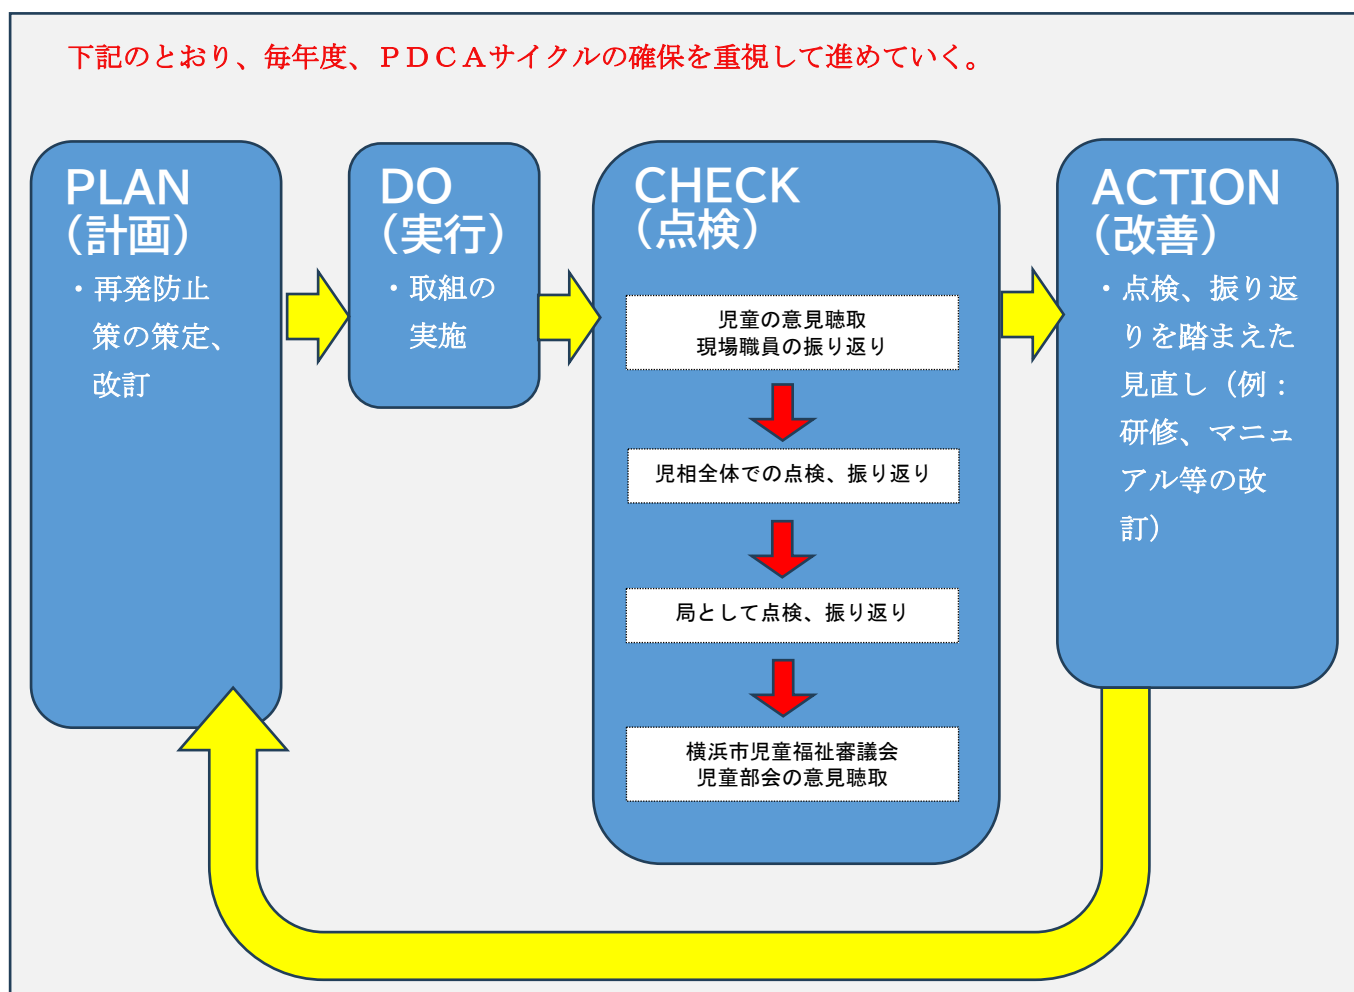 下記のとおり、毎年度、ＰＤＣＡサイクルの確保を重視して進めていく。
PLAN
（計画）
・再発防止
策の策定、
改訂
DO
（実行）
・取組の
実施
CHECK
（点検）
児童の意見聴取
現場職員の振り返り
児相全体での点検、振り返り
局として点検、振り返り
横浜市児童福祉審議会
児童部会の意見聴取
ACTION
（改善）
・点検、振り返
りを踏まえた
見直し（例：
研修、マニュ
アル等の改
訂）